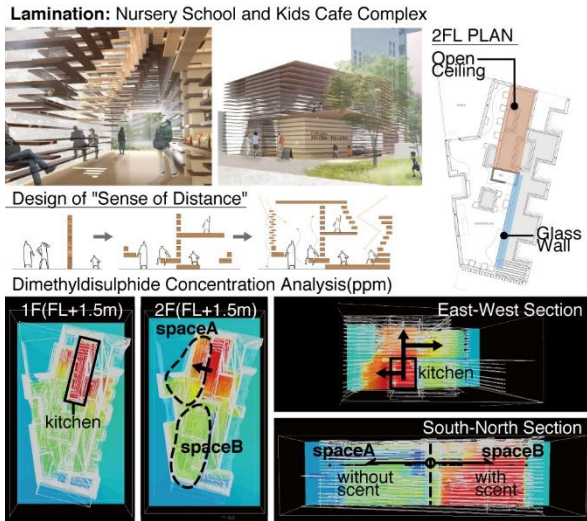 Lamination: Nursery School and Kids Cafe Complex
2FL PLAN
Open
Ceiling
Glass
Wall
Design of "Sense of Distance"
Dimethyldisulphide Concentration Analysis(ppm)
1F(FL+1.5m)
kitchen
2F(FL+1.5m)
spaceA
spaceB
East-West Section
kitchen
South-North Section
spaceA
spaceB
without
scent
with
scent